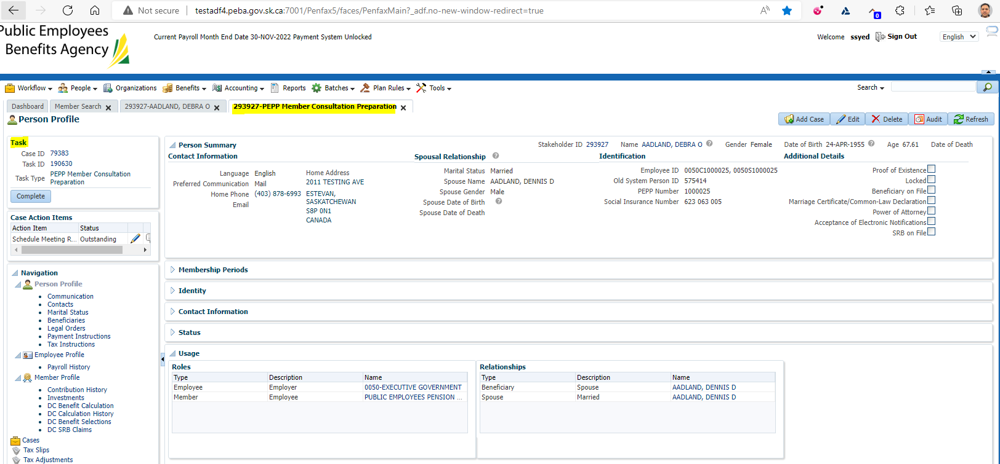 Not secure
testadf4.peba.gov.sk.ca:7001/Penfax5/faces/PenfaxMain?_adf.no-new-window-redirect=true
0
Public Employees
Benefits Agency
Current Payroll Month End Date 30-NOV-2022 Payment System Unlocked
Welcome ssyed Sign Out
English
Workflow People Organizations Benefits Accounting Reports Batches Plan Rules Tools
Search
Dashboard
Member Search
293927-AADLAND, DEBRA O
293927-PEPP Member Consultation Preparation
Person Profile
Add Case Edit Delete Audit Refresh
Task
Case ID 79383
Task ID 190630
Task Type PEPP Member Consultation
Preparation
Complete
Case Action Items
Action Item Status
Schedule Meeting R... Outstanding
Navigation
Person Profile
Communication
Contacts
Marital Status
Beneficiaries
Legal Orders
Payment Instructions
Tax Instructions
Employee Profile
Payroll History
Member Profile
Contribution History
Investments
DC Benefit Calculation
DC Calculation History
DC Benefit Selections
DC SRB Claims
Cases
Tax Slips
Tax Adjustments
Person Summary
Stakeholder ID 293927 Name AADLAND, DEBRA O Gender Female Date of Birth 24-APR-1955 Age 67.61 Date of Death
Contact Information
Language English
Preferred Communication Mail
Home Phone (403) 878-6993
Email
Home Address
2011 TESTING AVE
ESTEVAN,
SASKATCHEWAN
S8P 0N1
CANADA
Spousal Relationship
Marital Status Married
Spouse Name AADLAND, DENNIS D
Spouse Gender Male
Spouse Date of Birth
Spouse Date of Death
Identification
Employee ID 0050C1000025, 0050S1000025
Old System Person ID 575414
PEPP Number 1000025
Social Insurance Number 623 063 005
Additional Details
Proof of Existence
Locked
Beneficiary on File
Marriage Certificate/Common-Law Declaration
Power of Attorney
Acceptance of Electronic Notifications
SRB on File
Membership Periods
Identity
Contact Information
Status
Usage
Roles
Type Description Name
Employee Employer 0050-EXECUTIVE GOVERNMENT
Member Employee PUBLIC EMPLOYEES PENSION ...
Relationships
Type Description Name
Beneficiary Spouse AADLAND, DENNIS D
Spouse Married AADLAND, DENNIS D